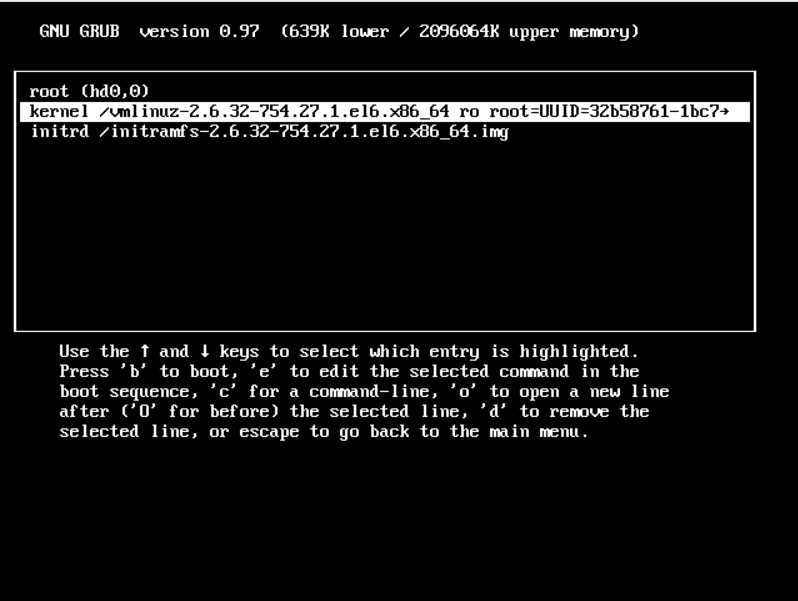 GNU GRUB  version 0.97  (639K lower / 2096064K upper memory)
root (hd0,0)
kernel /vmlinuz-2.6.32-754.27.1.el6.x86_64 ro root=UUID=32b58761-1bc7→
initrd /initramfs-2.6.32-754.27.1.el6.x86_64.img
Use the ↑ and ↓ keys to select which entry is highlighted.
Press 'b' to boot, 'e' to edit the selected command in the
boot sequence, 'c' for a command-line, 'o' to open a new line
after ('O' for before) the selected line, 'd' to remove the
selected line, or escape to go back to the main menu.